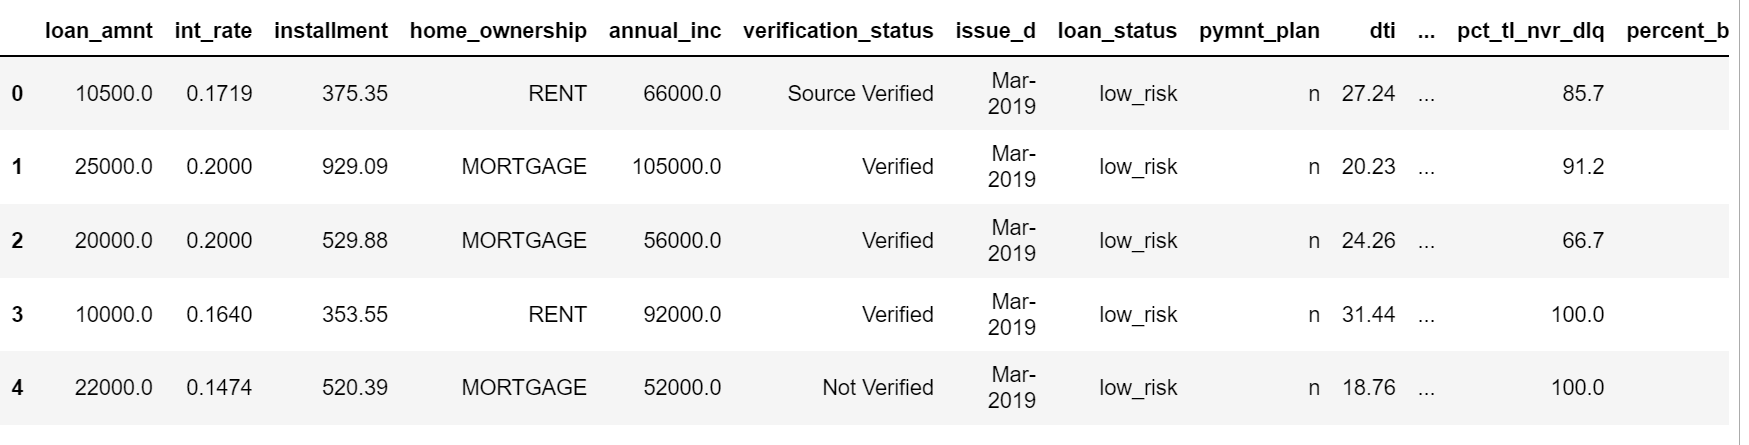 loan_amnt int_rate installment home_ownership annual_inc verification_status issue_d loan_status pymnt_plan dti ... pct_tl_nvr_dlq percent_b
0 10500.0 0.1719 375.35 RENT 66000.0 Source Verified Mar-2019 low_risk n 27.24 ... 85.7
1 25000.0 0.2000 929.09 MORTGAGE 105000.0 Verified Mar-2019 low_risk n 20.23 ... 91.2
2 20000.0 0.2000 529.88 MORTGAGE 56000.0 Verified Mar-2019 low_risk n 24.26 ... 66.7
3 10000.0 0.1640 353.55 RENT 92000.0 Verified Mar-2019 low_risk n 31.44 ... 100.0
4 22000.0 0.1474 520.39 MORTGAGE 52000.0 Not Verified Mar-2019 low_risk n 18.76 ... 100.0